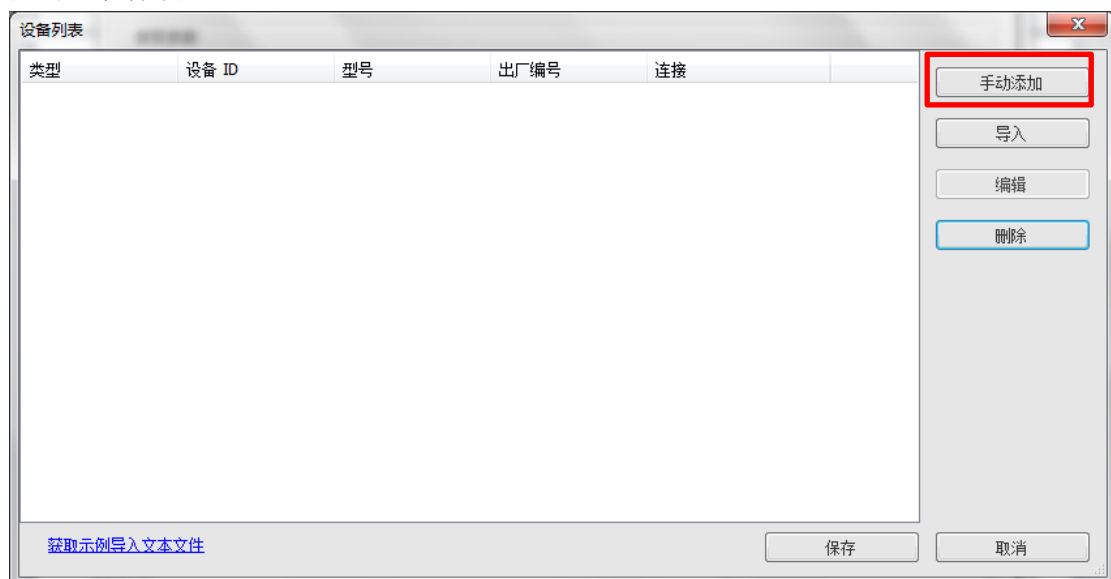 设备列表
类型 设备 ID 型号 出厂编号 连接
手动添加
导入
编辑
删除
获取示例导入文本文件 保存 取消